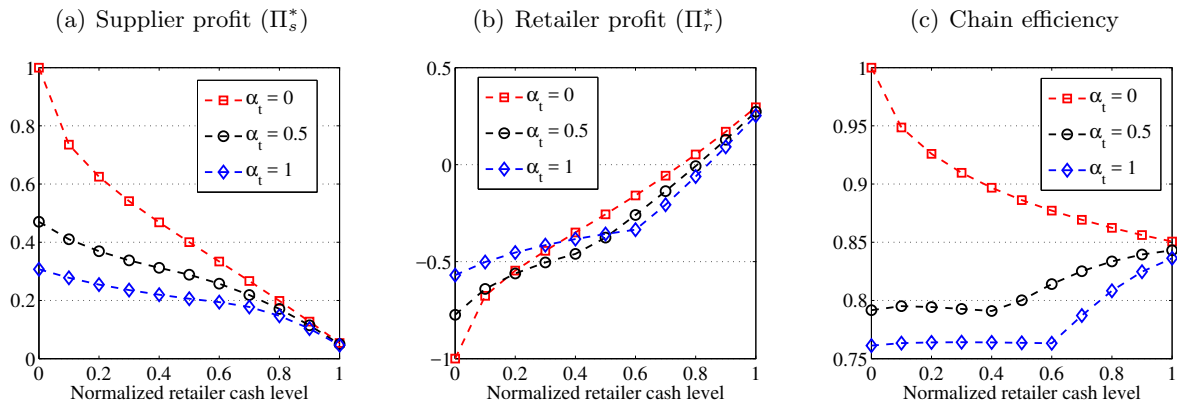 (a) Supplier profit (Π*s)
1
0.8
0.6
0.4
0.2
0
0 0.2 0.4 0.6 0.8 1
Normalized retailer cash level
αt = 0
αt = 0.5
αt = 1
(b) Retailer profit (Π*r)
0.5
0
−0.5
−1
0 0.2 0.4 0.6 0.8 1
Normalized retailer cash level
αt = 0
αt = 0.5
αt = 1
(c) Chain efficiency
1
0.95
0.9
0.85
0.8
0.75
0 0.2 0.4 0.6 0.8 1
Normalized retailer cash level
αt = 0
αt = 0.5
αt = 1